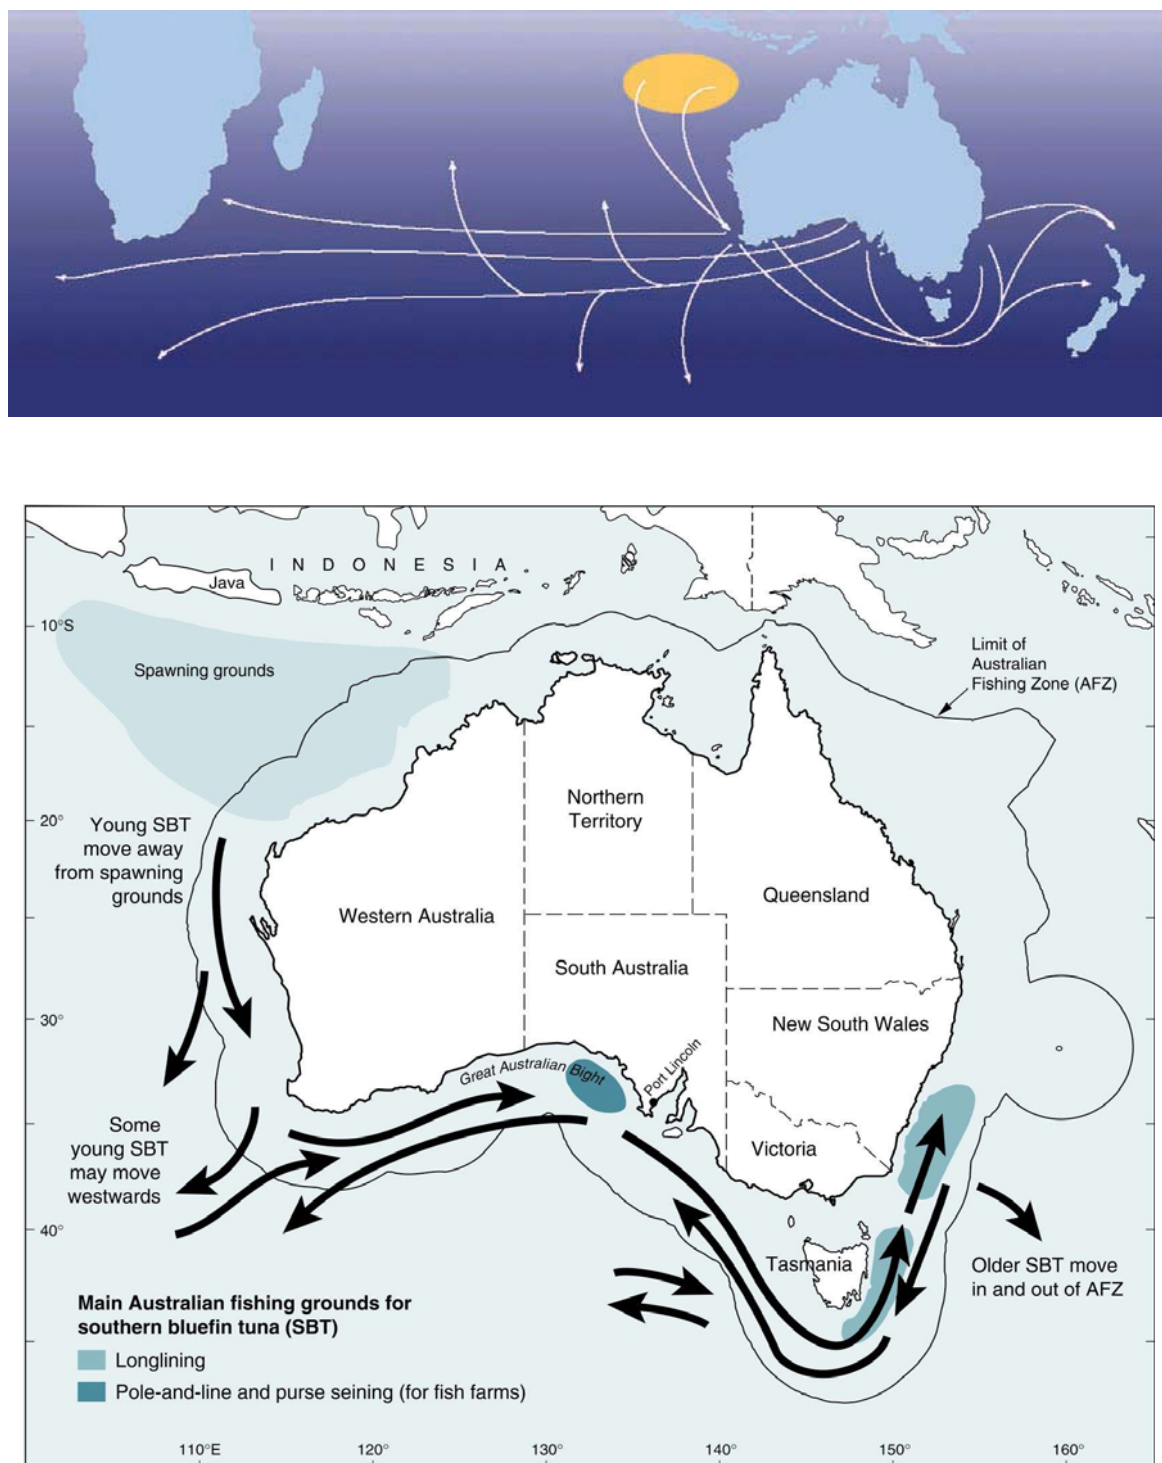 INDONESIA
Java
10°S
Spawning grounds
Limit of
Australian
Fishing Zone (AFZ)
Northern
Territory
20°
Young SBT
move away
from spawning
grounds
Queensland
Western Australia
South Australia
New South Wales
30°
Great Australian Bight
Port Lincoln
Some
young SBT
may move
westwards
Victoria
40°
Tasmania
Older SBT move
in and out of AFZ
Main Australian fishing grounds for
southern bluefin tuna (SBT)
Longlining
Pole-and-line and purse seining (for fish farms)
110°E
120°
130°
140°
150°
160°